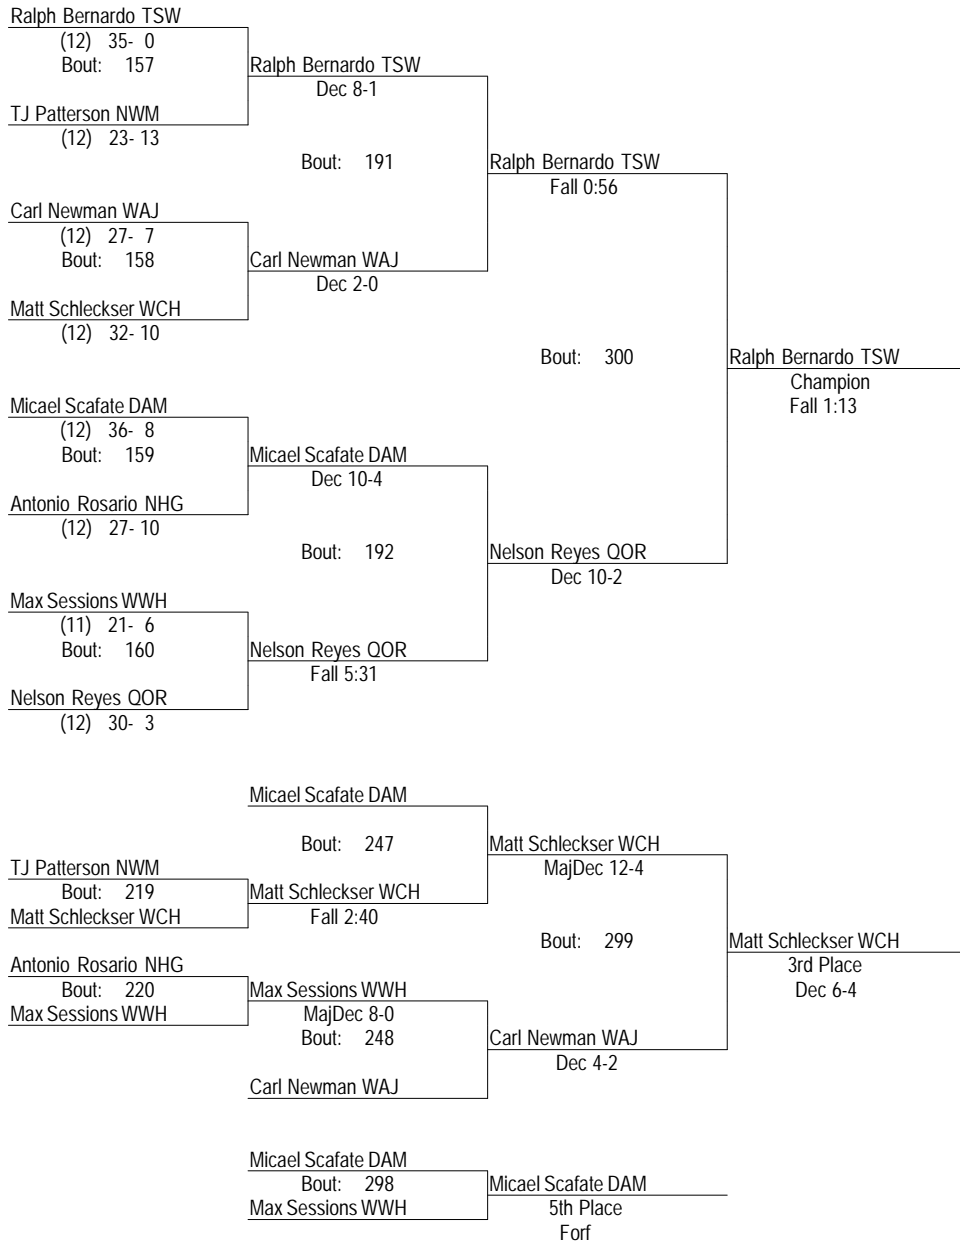 Ralph Bernardo TSW
(12) 35- 0
Bout: 157
Ralph Bernardo TSW
Dec 8-1
TJ Patterson NWM
(12) 23- 13
Bout: 191
Ralph Bernardo TSW
Fall 0:56
Carl Newman WAJ
(12) 27- 7
Bout: 158
Carl Newman WAJ
Dec 2-0
Matt Schleckser WCH
(12) 32- 10
Bout: 300
Ralph Bernardo TSW
Champion
Fall 1:13
Micael Scafate DAM
(12) 36- 8
Bout: 159
Micael Scafate DAM
Dec 10-4
Antonio Rosario NHG
(12) 27- 10
Bout: 192
Nelson Reyes QOR
Dec 10-2
Max Sessions WWH
(11) 21- 6
Bout: 160
Nelson Reyes QOR
Fall 5:31
Nelson Reyes QOR
(12) 30- 3
Micael Scafate DAM
Bout: 247
Matt Schleckser WCH
MajDec 12-4
TJ Patterson NWM
Bout: 219
Matt Schleckser WCH
Matt Schleckser WCH
Fall 2:40
Bout: 299
Matt Schleckser WCH
3rd Place
Dec 6-4
Antonio Rosario NHG
Bout: 220
Max Sessions WWH
Max Sessions WWH
MajDec 8-0
Bout: 248
Carl Newman WAJ
Dec 4-2
Carl Newman WAJ
Micael Scafate DAM
Bout: 298
Max Sessions WWH
Micael Scafate DAM
5th Place
Forf